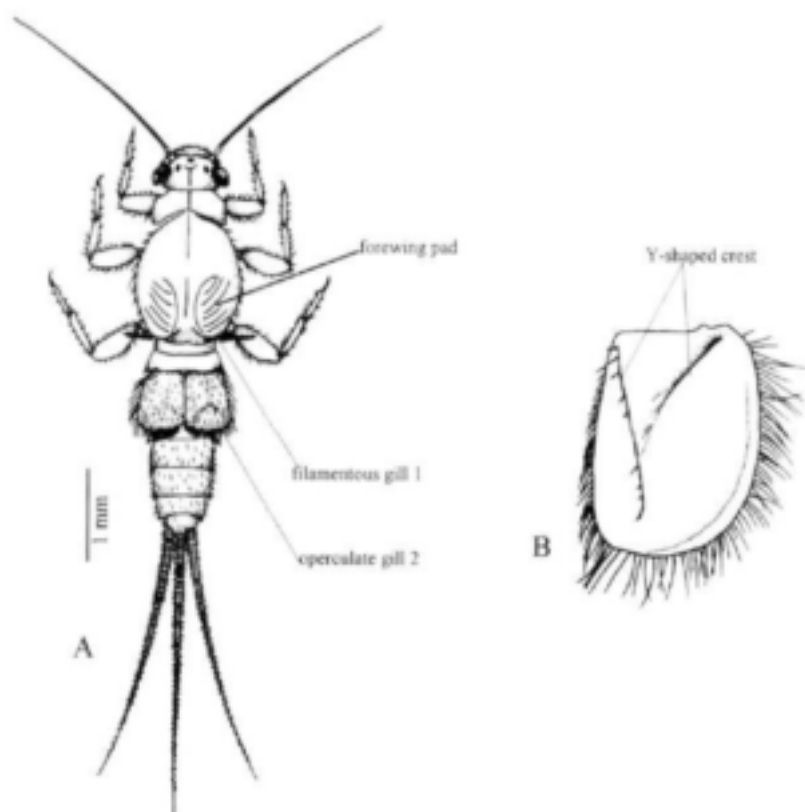 forewing pad
Y-shaped crest
filamentous gill 1
1 mm
operculate gill 2
B
A